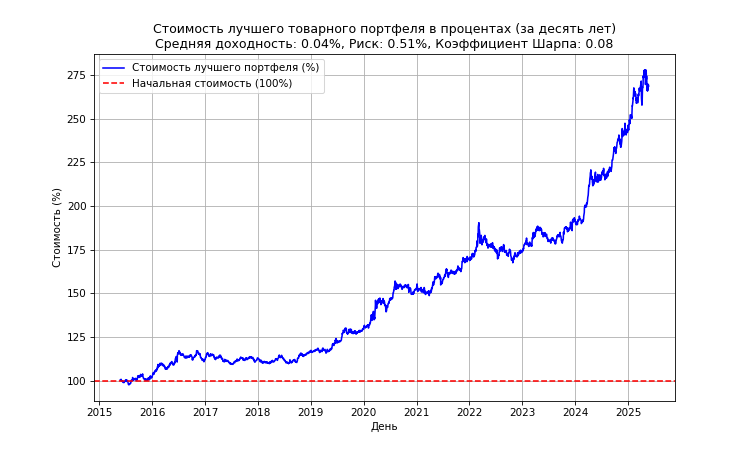 Стоимость лучшего товарного портфеля в процентах (за десять лет)
Средняя доходность: 0.04%, Риск: 0.51%, Коэффициент Шарпа: 0.08
Стоимость лучшего портфеля (%)
Начальная стоимость (100%)
Стоимость (%)
275
250
225
200
175
150
125
100
2015 2016 2017 2018 2019 2020 2021 2022 2023 2024 2025
День